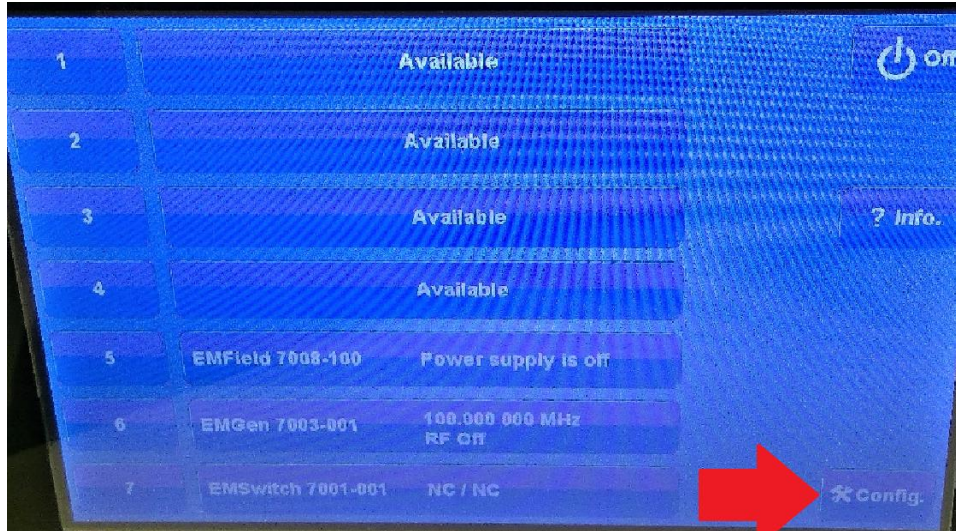 1 Available Off
2 Available
3 Available ? Info.
4 Available
5 EMField 7008-100 Power supply is off
6 EMGen 7003-001 100.000 000 MHz
RF Off
7 EMSwitch 7001-001 NC / NC Config.